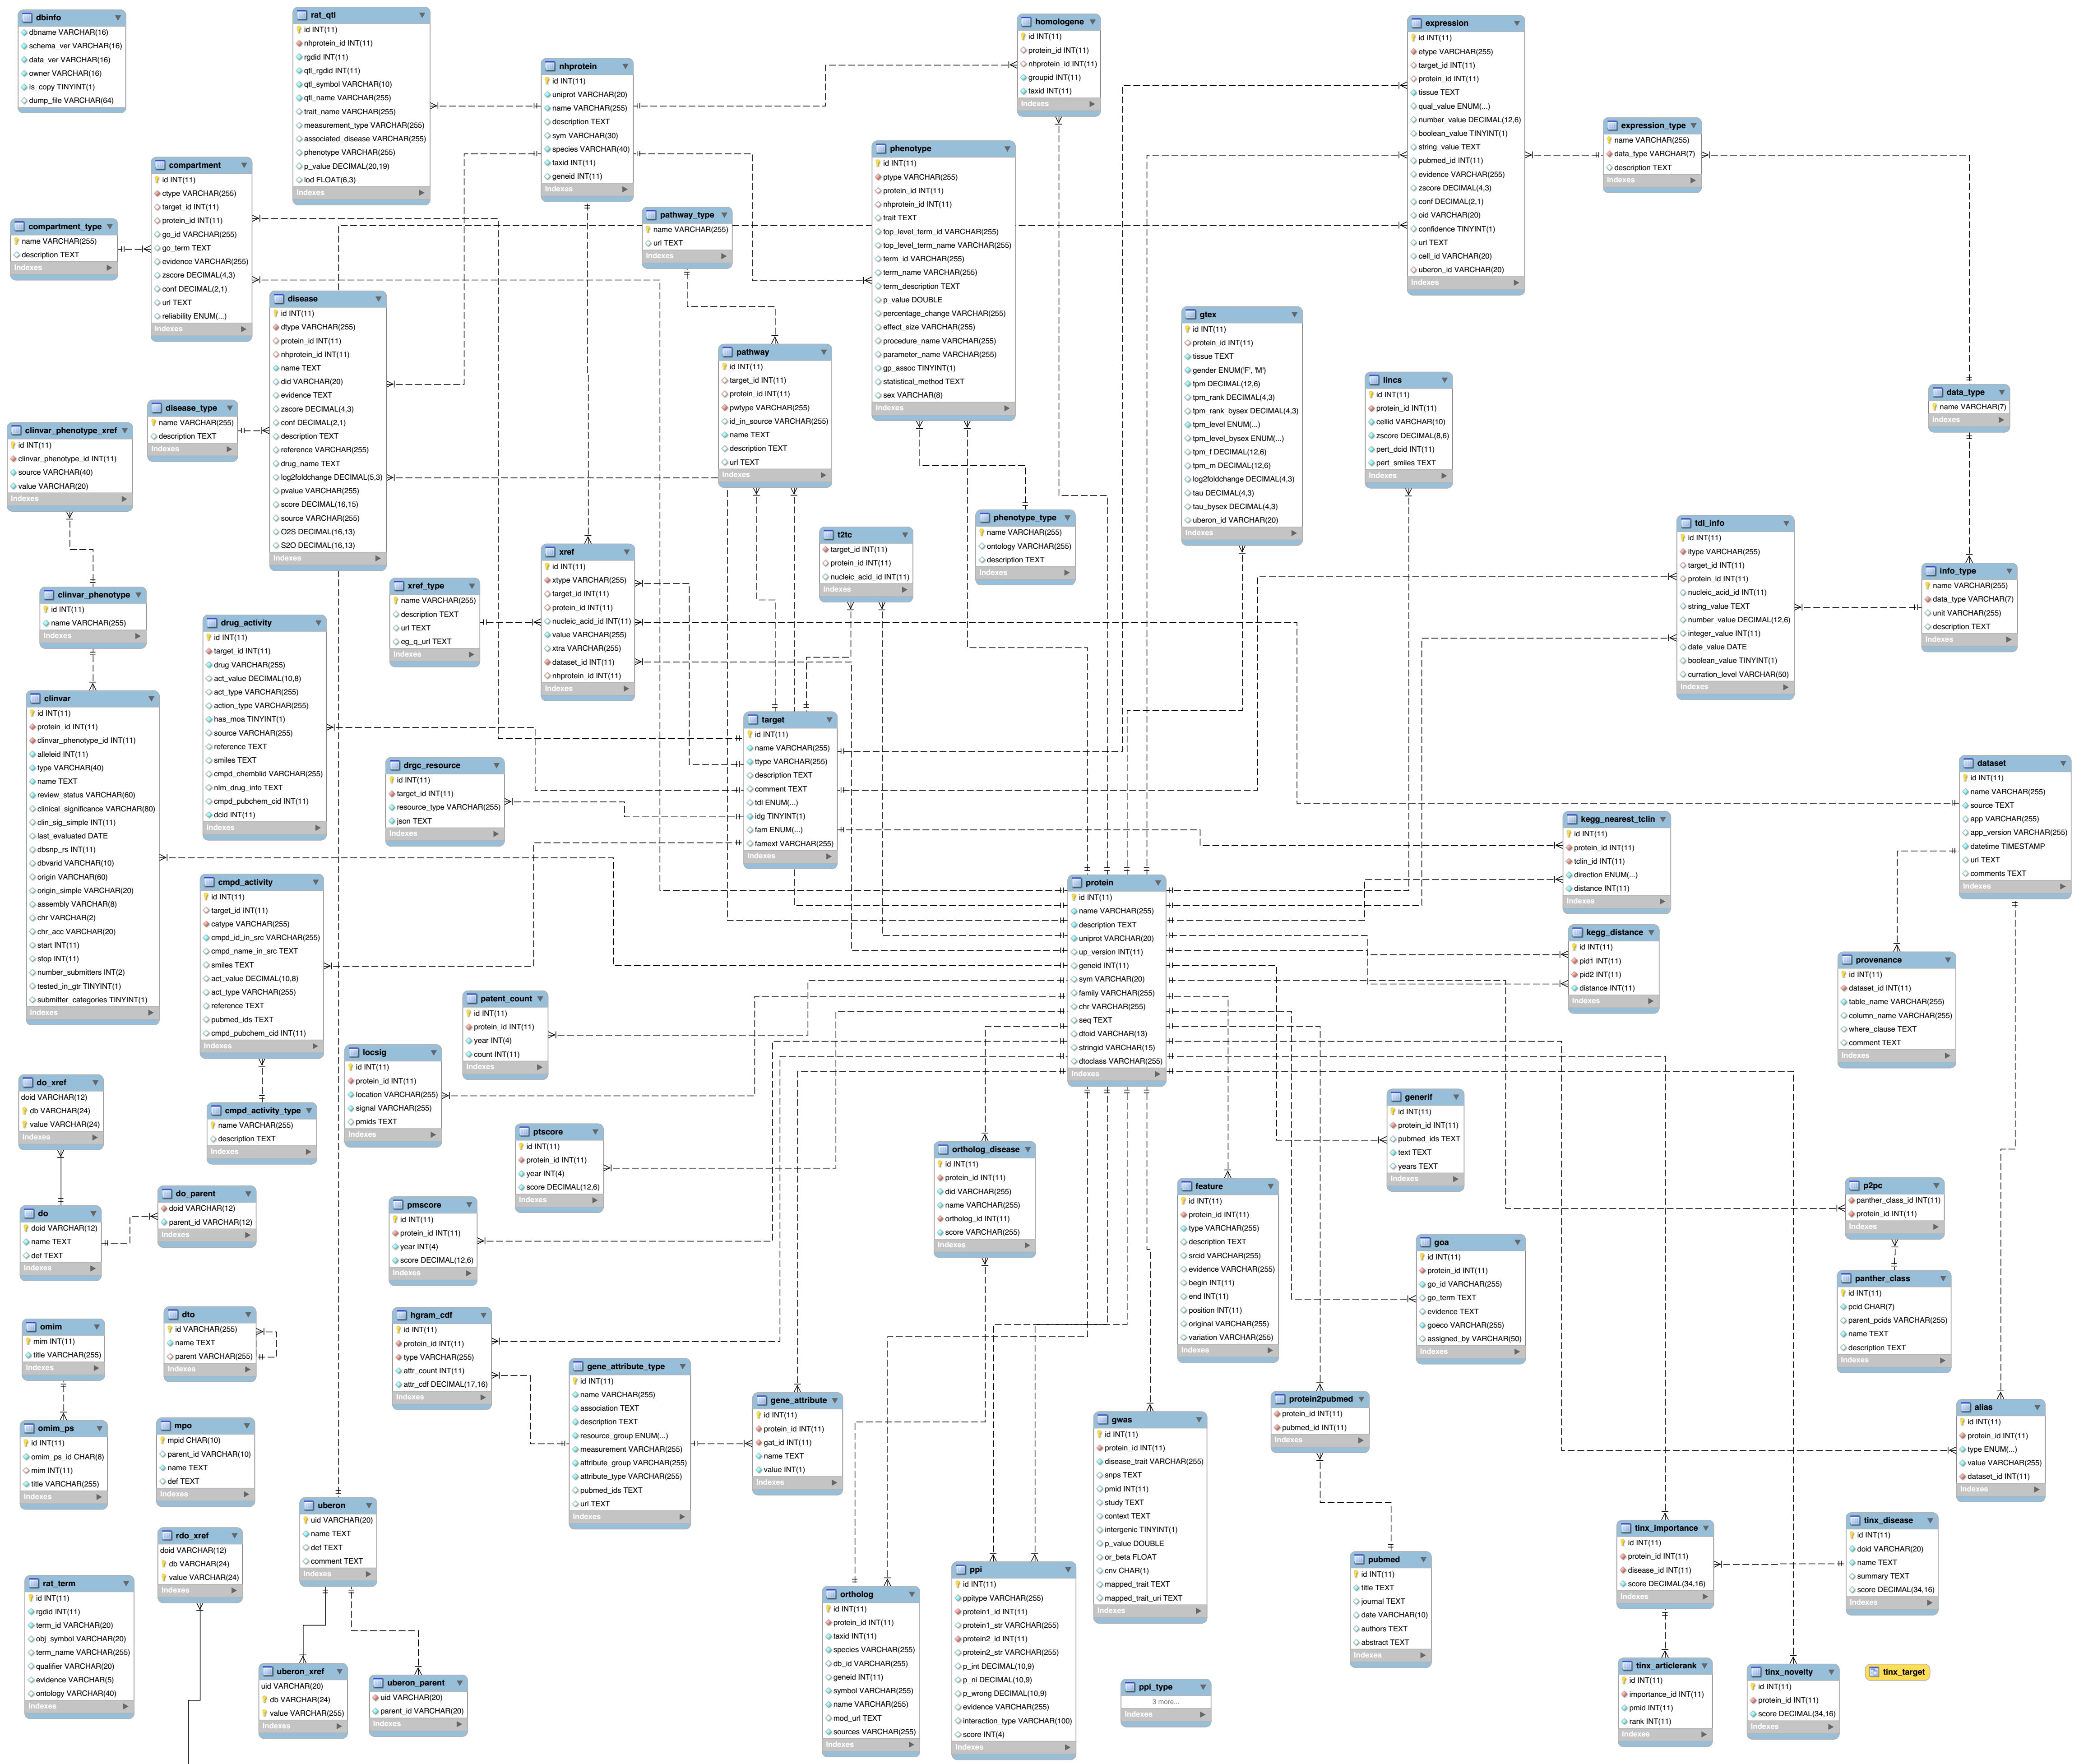 dbinfo
dbname VARCHAR(16)
schema_ver VARCHAR(16)
data_ver VARCHAR(16)
owner VARCHAR(16)
is_copy TINYINT(1)
dump_file VARCHAR(64)
rat_qtl
id INT(11)
nhprotein_id INT(11)
rgdid INT(11)
qtl_rgdid INT(11)
qtl_symbol VARCHAR(10)
qtl_name VARCHAR(255)
trait_name VARCHAR(255)
measurement_type VARCHAR(255)
associated_disease VARCHAR(255)
phenotype VARCHAR(255)
p_value DECIMAL(20,19)
lod FLOAT(6,3)
Indexes
nhprotein
id INT(11)
uniprot VARCHAR(20)
name VARCHAR(255)
description TEXT
sym VARCHAR(30)
species VARCHAR(40)
taxid INT(11)
geneid INT(11)
Indexes
homologene
id INT(11)
protein_id INT(11)
nhprotein_id INT(11)
groupid INT(11)
taxid INT(11)
Indexes
expression
id INT(11)
etype VARCHAR(255)
target_id INT(11)
protein_id INT(11)
tissue TEXT
qual_value ENUM(...)
number_value DECIMAL(12,6)
boolean_value TINYINT(1)
string_value TEXT
pubmed_id INT(11)
evidence VARCHAR(255)
zscore DECIMAL(4,3)
conf DECIMAL(2,1)
oid VARCHAR(20)
confidence TINYINT(1)
url TEXT
cell_id VARCHAR(20)
uberon_id VARCHAR(20)
Indexes
expression_type
name VARCHAR(255)
data_type VARCHAR(7)
description TEXT
Indexes
compartment
id INT(11)
ctype VARCHAR(255)
target_id INT(11)
protein_id INT(11)
go_id VARCHAR(255)
go_term TEXT
evidence VARCHAR(255)
zscore DECIMAL(4,3)
conf DECIMAL(2,1)
url TEXT
reliability ENUM(...)
Indexes
compartment_type
name VARCHAR(255)
description TEXT
Indexes
pathway_type
name VARCHAR(255)
url TEXT
Indexes
phenotype
id INT(11)
ptype VARCHAR(255)
protein_id INT(11)
nhprotein_id INT(11)
trait TEXT
top_level_term_id VARCHAR(255)
top_level_term_name VARCHAR(255)
term_id VARCHAR(255)
term_name VARCHAR(255)
term_description TEXT
p_value DOUBLE
percentage_change VARCHAR(255)
effect_size VARCHAR(255)
procedure_name VARCHAR(255)
parameter_name VARCHAR(255)
gp_assoc TINYINT(1)
statistical_method TEXT
sex VARCHAR(8)
Indexes
disease
id INT(11)
dtype VARCHAR(255)
protein_id INT(11)
nhprotein_id INT(11)
name TEXT
did VARCHAR(20)
evidence TEXT
zscore DECIMAL(4,3)
conf DECIMAL(2,1)
description TEXT
reference VARCHAR(255)
drug_name TEXT
log2foldchange DECIMAL(5,3)
pvalue VARCHAR(255)
score DECIMAL(16,15)
source VARCHAR(255)
O2S DECIMAL(16,13)
S2O DECIMAL(16,13)
Indexes
disease_type
name VARCHAR(255)
description TEXT
Indexes
pathway
id INT(11)
target_id INT(11)
protein_id INT(11)
pwtype VARCHAR(255)
id_in_source VARCHAR(255)
name TEXT
description TEXT
url TEXT
Indexes
gtex
id INT(11)
protein_id INT(11)
tissue TEXT
gender ENUM('F', 'M')
tpm DECIMAL(12,6)
tpm_rank DECIMAL(4,3)
tpm_rank_bysex DECIMAL(4,3)
tpm_level ENUM(...)
tpm_level_bysex ENUM(...)
tpm_f DECIMAL(12,6)
tpm_m DECIMAL(12,6)
log2foldchange DECIMAL(4,3)
tau DECIMAL(4,3)
tau_bysex DECIMAL(4,3)
uberon_id VARCHAR(20)
Indexes
lincs
id INT(11)
protein_id INT(11)
cellid VARCHAR(10)
zscore DECIMAL(8,6)
pert_dcid INT(11)
pert_smiles TEXT
Indexes
data_type
name VARCHAR(7)
Indexes
clinvar_phenotype_xref
id INT(11)
clinvar_phenotype_id INT(11)
source VARCHAR(40)
value VARCHAR(20)
Indexes
phenotype_type
name VARCHAR(255)
ontology VARCHAR(255)
description TEXT
Indexes
t2tc
target_id INT(11)
protein_id INT(11)
nucleic_acid_id INT(11)
Indexes
tdl_info
id INT(11)
itype VARCHAR(255)
target_id INT(11)
protein_id INT(11)
nucleic_acid_id INT(11)
string_value TEXT
number_value DECIMAL(12,6)
integer_value INT(11)
date_value DATE
boolean_value TINYINT(1)
curration_level VARCHAR(50)
Indexes
info_type
name VARCHAR(255)
data_type VARCHAR(7)
unit VARCHAR(255)
description TEXT
Indexes
xref
id INT(11)
xtype VARCHAR(255)
target_id INT(11)
protein_id INT(11)
nucleic_acid_id INT(11)
value VARCHAR(255)
xtra VARCHAR(255)
dataset_id INT(11)
nhprotein_id INT(11)
Indexes
xref_type
name VARCHAR(255)
description TEXT
url TEXT
eg_q_url TEXT
Indexes
clinvar_phenotype
id INT(11)
name VARCHAR(255)
Indexes
drug_activity
id INT(11)
target_id INT(11)
drug VARCHAR(255)
act_value DECIMAL(10,8)
act_type VARCHAR(255)
action_type VARCHAR(255)
has_moa TINYINT(1)
source VARCHAR(255)
reference TEXT
smiles TEXT
cmpd_chemblid VARCHAR(255)
nlm_drug_info TEXT
cmpd_pubchem_cid INT(11)
dcid INT(11)
Indexes
clinvar
id INT(11)
protein_id INT(11)
clinvar_phenotype_id INT(11)
alleleid INT(11)
type VARCHAR(40)
name TEXT
review_status VARCHAR(60)
clinical_significance VARCHAR(80)
clin_sig_simple INT(11)
last_evaluated DATE
dbsnp_rs INT(11)
dbvarid VARCHAR(10)
origin VARCHAR(60)
origin_simple VARCHAR(20)
assembly VARCHAR(8)
chr VARCHAR(2)
chr_acc VARCHAR(20)
start INT(11)
stop INT(11)
number_submitters INT(2)
tested_in_gtr TINYINT(1)
submitter_categories TINYINT(1)
Indexes
target
id INT(11)
name VARCHAR(255)
ttype VARCHAR(255)
description TEXT
comment TEXT
tdl ENUM(...)
idg TINYINT(1)
fam ENUM(...)
famext VARCHAR(255)
Indexes
drgc_resource
id INT(11)
target_id INT(11)
resource_type VARCHAR(255)
json TEXT
Indexes
dataset
id INT(11)
name VARCHAR(255)
source TEXT
app VARCHAR(255)
app_version VARCHAR(255)
datetime TIMESTAMP
url TEXT
comments TEXT
Indexes
kegg_nearest_tclin
id INT(11)
protein_id INT(11)
tclin_id INT(11)
direction ENUM(...)
distance INT(11)
Indexes
cmpd_activity
id INT(11)
target_id INT(11)
catype VARCHAR(255)
cmpd_id_in_src VARCHAR(255)
cmpd_name_in_src TEXT
smiles TEXT
act_value DECIMAL(10,8)
act_type VARCHAR(255)
reference TEXT
pubmed_ids TEXT
cmpd_pubchem_cid INT(11)
Indexes
protein
id INT(11)
name VARCHAR(255)
description TEXT
uniprot VARCHAR(20)
up_version INT(11)
geneid INT(11)
sym VARCHAR(20)
family VARCHAR(255)
chr VARCHAR(255)
seq TEXT
dtoid VARCHAR(13)
stringid VARCHAR(15)
dtoclass VARCHAR(255)
Indexes
kegg_distance
id INT(11)
pid1 INT(11)
pid2 INT(11)
distance INT(11)
Indexes
provenance
id INT(11)
dataset_id INT(11)
table_name VARCHAR(255)
column_name VARCHAR(255)
where_clause TEXT
comment TEXT
Indexes
patent_count
id INT(11)
protein_id INT(11)
year INT(4)
count INT(11)
Indexes
locsig
id INT(11)
protein_id INT(11)
location VARCHAR(255)
signal VARCHAR(255)
pmids TEXT
Indexes
do_xref
doid VARCHAR(12)
db VARCHAR(24)
value VARCHAR(24)
Indexes
cmpd_activity_type
name VARCHAR(255)
description TEXT
Indexes
ptscore
id INT(11)
protein_id INT(11)
year INT(4)
score DECIMAL(12,6)
Indexes
generif
id INT(11)
protein_id INT(11)
pubmed_ids TEXT
text TEXT
years TEXT
Indexes
ortholog_disease
id INT(11)
protein_id INT(11)
did VARCHAR(255)
name VARCHAR(255)
ortholog_id INT(11)
score VARCHAR(255)
Indexes
feature
id INT(11)
protein_id INT(11)
type VARCHAR(255)
description TEXT
srcid VARCHAR(255)
evidence VARCHAR(255)
begin INT(11)
end INT(11)
position INT(11)
original VARCHAR(255)
variation VARCHAR(255)
Indexes
p2pc
panther_class_id INT(11)
protein_id INT(11)
Indexes
do
doid VARCHAR(12)
name TEXT
def TEXT
Indexes
do_parent
doid VARCHAR(12)
parent_id VARCHAR(12)
Indexes
pmscore
id INT(11)
protein_id INT(11)
year INT(4)
score DECIMAL(12,6)
Indexes
goa
id INT(11)
protein_id INT(11)
go_id VARCHAR(255)
go_term TEXT
evidence TEXT
goeco VARCHAR(255)
assigned_by VARCHAR(50)
Indexes
panther_class
id INT(11)
pcid CHAR(7)
parent_pcids VARCHAR(255)
name TEXT
description TEXT
Indexes
omim
mim INT(11)
title VARCHAR(255)
Indexes
dto
id VARCHAR(255)
name TEXT
parent VARCHAR(255)
Indexes
hgram_cdf
id INT(11)
protein_id INT(11)
type VARCHAR(255)
attr_count INT(11)
attr_cdf DECIMAL(17,16)
Indexes
gene_attribute_type
id INT(11)
name VARCHAR(255)
association TEXT
description TEXT
resource_group ENUM(...)
measurement VARCHAR(255)
attribute_group VARCHAR(255)
attribute_type VARCHAR(255)
pubmed_ids TEXT
url TEXT
Indexes
gene_attribute
id INT(11)
protein_id INT(11)
gat_id INT(11)
name TEXT
value INT(1)
Indexes
gwas
id INT(11)
protein_id INT(11)
disease_trait VARCHAR(255)
snps TEXT
pmid INT(11)
study TEXT
context TEXT
intergenic TINYINT(1)
p_value DOUBLE
or_beta FLOAT
cnv CHAR(1)
mapped_trait TEXT
mapped_trait_uri TEXT
Indexes
protein2pubmed
protein_id INT(11)
pubmed_id INT(11)
Indexes
alias
id INT(11)
protein_id INT(11)
type ENUM(...)
value VARCHAR(255)
dataset_id INT(11)
Indexes
omim_ps
id INT(11)
omim_ps_id CHAR(8)
mim INT(11)
title VARCHAR(255)
Indexes
mpo
mpid CHAR(10)
parent_id VARCHAR(10)
name TEXT
def TEXT
Indexes
uberon
uid VARCHAR(20)
name TEXT
def TEXT
comment TEXT
Indexes
rdo_xref
doid VARCHAR(12)
db VARCHAR(24)
value VARCHAR(24)
Indexes
rat_term
id INT(11)
rgdid INT(11)
term_id VARCHAR(20)
obj_symbol VARCHAR(20)
term_name VARCHAR(255)
qualifier VARCHAR(20)
evidence VARCHAR(5)
ontology VARCHAR(40)
Indexes
tinx_importance
id INT(11)
protein_id INT(11)
disease_id INT(11)
score DECIMAL(34,16)
Indexes
tinx_disease
id INT(11)
doid VARCHAR(20)
name TEXT
summary TEXT
score DECIMAL(34,16)
Indexes
pubmed
id INT(11)
title TEXT
journal TEXT
date VARCHAR(10)
authors TEXT
abstract TEXT
Indexes
ppi
id INT(11)
ppitype VARCHAR(255)
protein1_id INT(11)
protein1_str VARCHAR(255)
protein2_id INT(11)
protein2_str VARCHAR(255)
p_int DECIMAL(10,9)
p_ni DECIMAL(10,9)
p_wrong DECIMAL(10,9)
evidence VARCHAR(255)
interaction_type VARCHAR(100)
score INT(4)
Indexes
ortholog
id INT(11)
protein_id INT(11)
taxid INT(11)
species VARCHAR(255)
db_id VARCHAR(255)
geneid INT(11)
symbol VARCHAR(255)
name VARCHAR(255)
mod_url TEXT
sources VARCHAR(255)
Indexes
uberon_xref
uid VARCHAR(20)
db VARCHAR(24)
value VARCHAR(255)
Indexes
uberon_parent
uid VARCHAR(20)
parent_id VARCHAR(20)
Indexes
ppi_type
3 more...
Indexes
tinx_articlerank
id INT(11)
importance_id INT(11)
pmid INT(11)
rank INT(11)
Indexes
tinx_novelty
id INT(11)
protein_id INT(11)
score DECIMAL(34,16)
Indexes
tinx_target